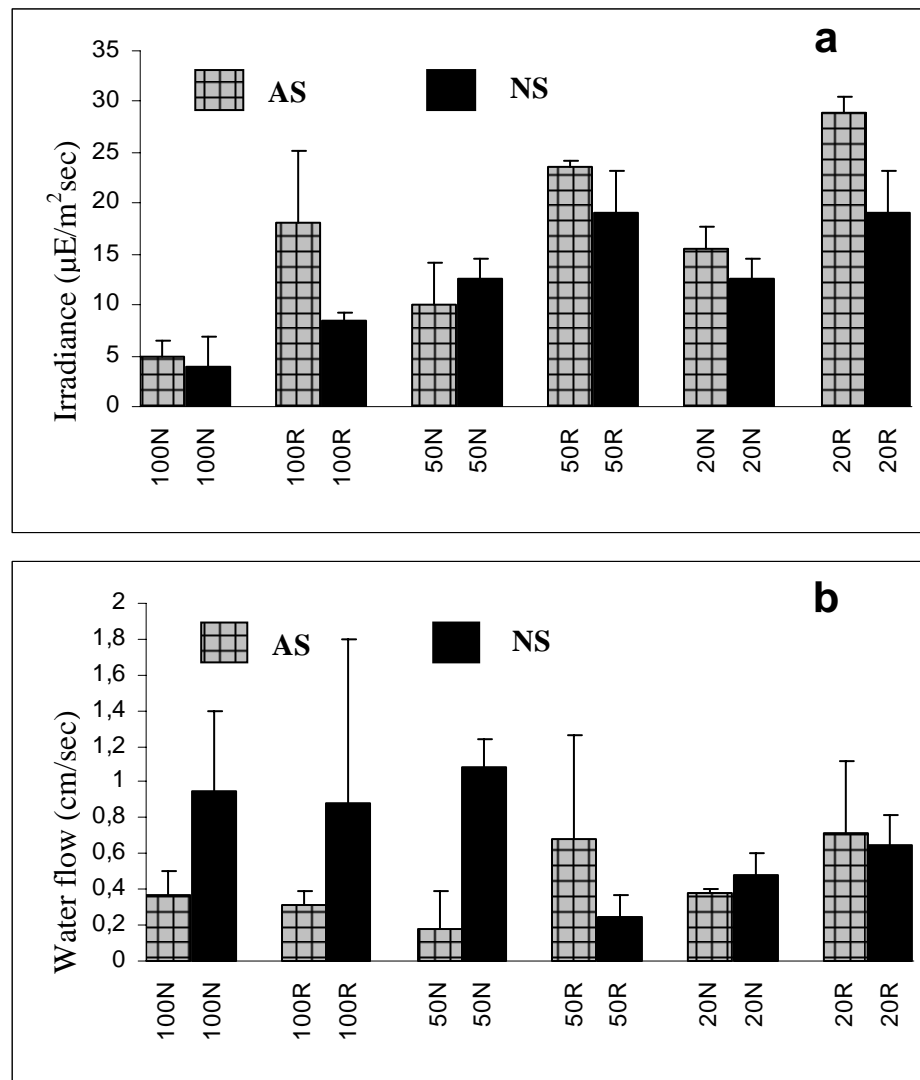 a
35
30
25
20
15
10
5
0
Irradiance (µE/m²sec)
AS NS
100N 100N 100R 100R 50N 50N 50R 50R 20N 20N 20R 20R
b
2
1,8
1,6
1,4
1,2
1
0,8
0,6
0,4
0,2
0
Water flow (cm/sec)
AS NS
100N 100N 100R 100R 50N 50N 50R 50R 20N 20N 20R 20R